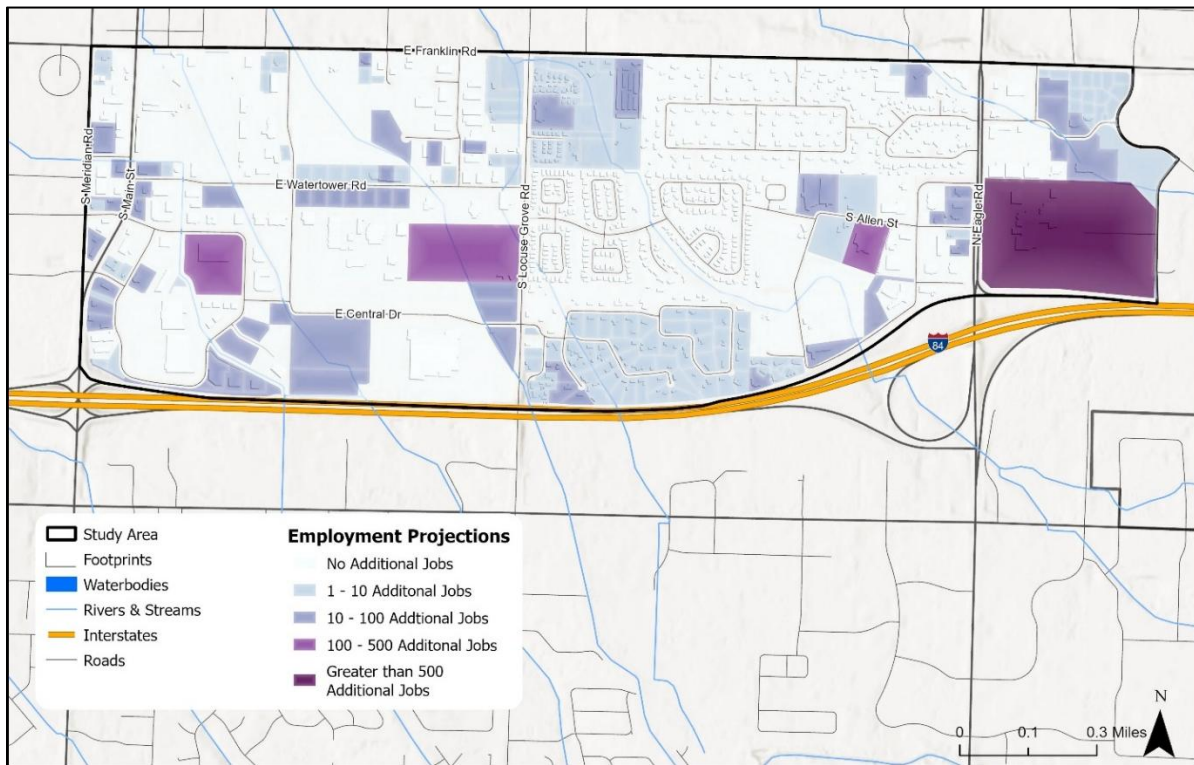 E Franklin Rd
S Meridian Rd
S Main St
E Watertower Rd
S Locuse Grove Rd
S Allen St
N Eagle Rd
E Central Dr
84
Study Area
Footprints
Waterbodies
Rivers & Streams
Interstates
Roads
Employment Projections
No Additional Jobs
1 - 10 Additonal Jobs
10 - 100 Addtional Jobs
100 - 500 Additonal Jobs
Greater than 500
Additional Jobs
N
0 0.1 0.3 Miles